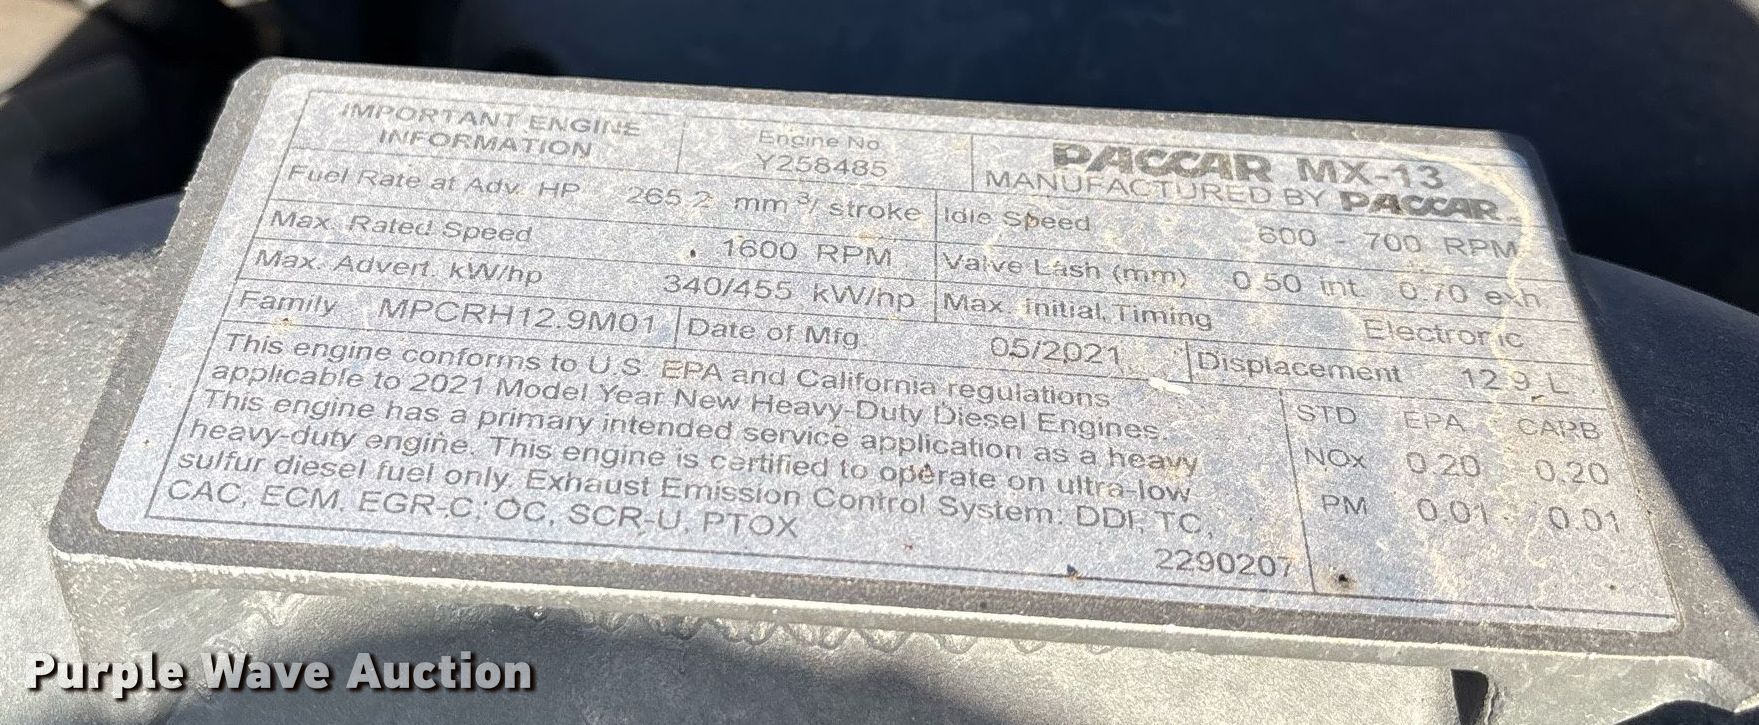 IMPORTANT ENGINE INFORMATION
Engine No
Y258485
PACCAR MX-13
MANUFACTURED BY PACCAR
Fuel Rate at Adv. HP 265.2 mm³/ stroke
Idle Speed 600 - 700 RPM
Max. Rated Speed 1600 RPM
Valve Lash (mm) 0.50 int. 0.70 exh
Max. Advert. kW/hp 340/455 kW/hp
Max. Initial Timing Electronic
Family MPCRH12.9M01
Date of Mfg. 05/2021
Displacement 12.9 L
This engine conforms to U.S. EPA and California regulations
applicable to 2021 Model Year New Heavy-Duty Diesel Engines.
This engine has a primary intended service application as a heavy
heavy-duty engine. This engine is certified to operate on ultra-low
sulfur diesel fuel only. Exhaust Emission Control System: DDI, TC,
CAC, ECM, EGR-C, OC, SCR-U, PTOX
2290207
STD EPA CARB
NOx 0.20 0.20
PM 0.01 0.01
Purple Wave Auction